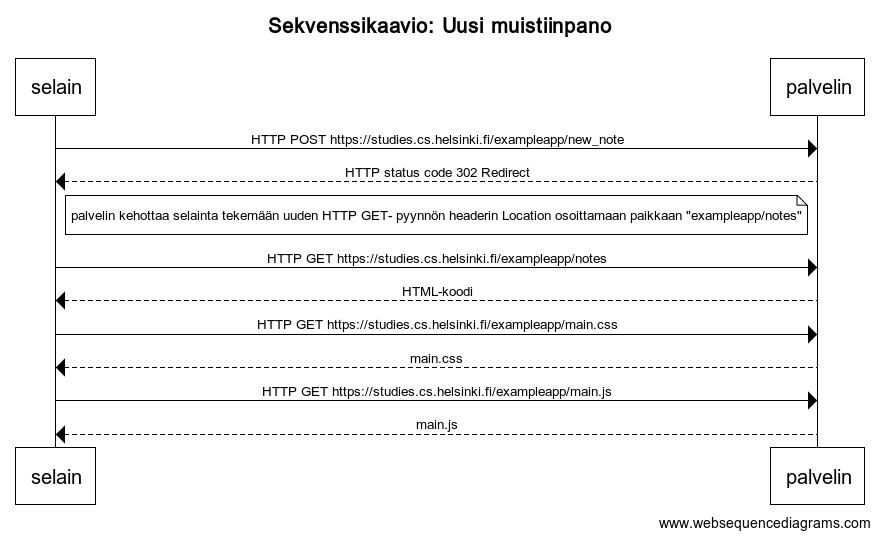 Sekvenssikaavio: Uusi muistiinpano
selain
palvelin
HTTP POST https://studies.cs.helsinki.fi/exampleapp/new_note
HTTP status code 302 Redirect
palvelin kehottaa selainta tekemään uuden HTTP GET- pyynnön headerin Location osoittamaan paikkaan "exampleapp/notes"
HTTP GET https://studies.cs.helsinki.fi/exampleapp/notes
HTML-koodi
HTTP GET https://studies.cs.helsinki.fi/exampleapp/main.css
main.css
HTTP GET https://studies.cs.helsinki.fi/exampleapp/main.js
main.js
selain
palvelin
www.websequencediagrams.com